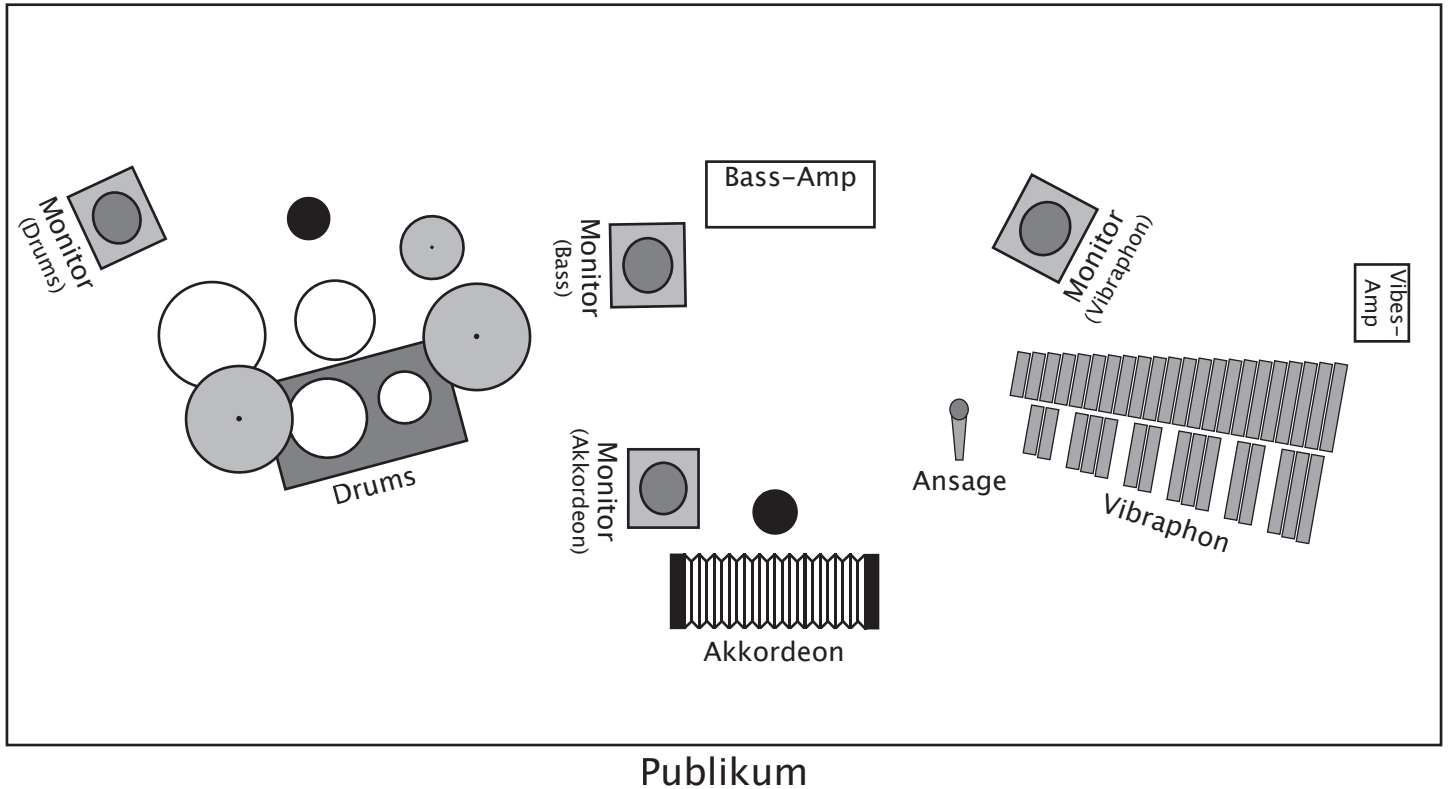 Bass-Amp
Monitor
(Drums)
Monitor
(Bass)
Monitor
(Vibraphon)
Vibes-
Amp
Drums
Monitor
(Akkordeon)
Ansage
Vibraphon
Akkordeon
Publikum